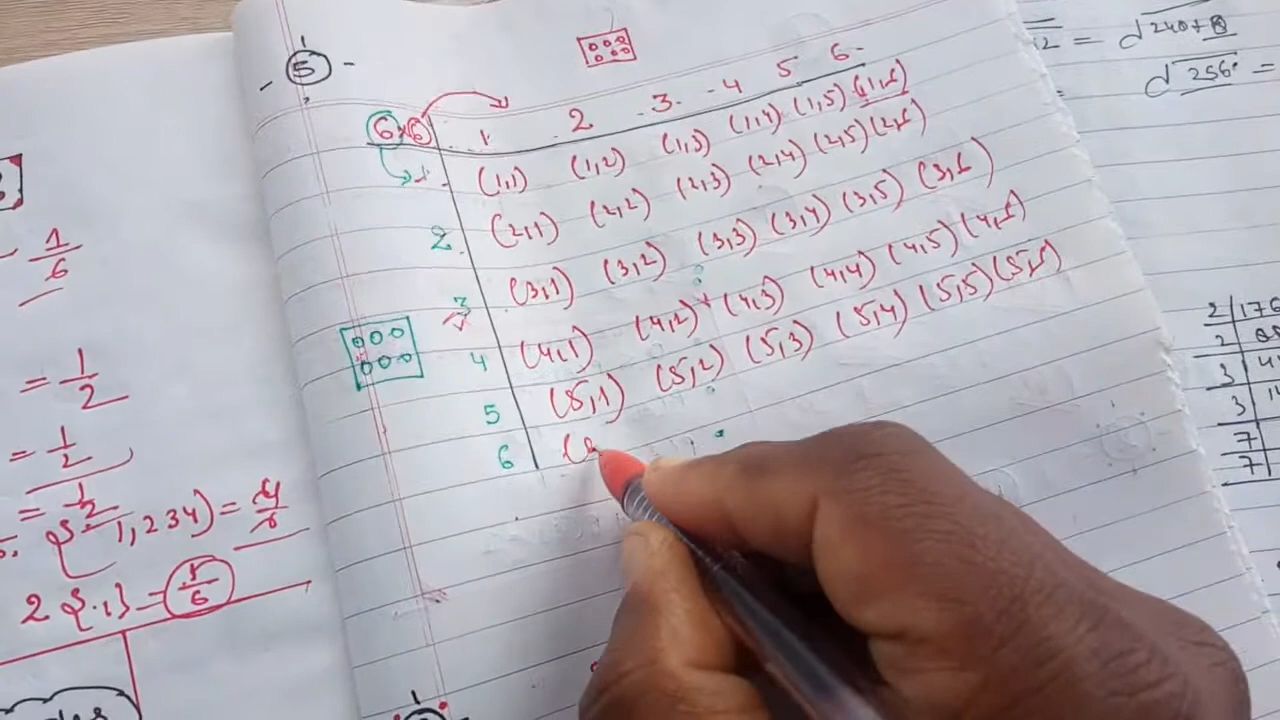 5
6×6 1 2 3 4 5 6
1 (1,1) (1,2) (1,3) (1,4) (1,5) (1,6)
2 (2,1) (2,2) (2,3) (2,4) (2,5) (2,6)
3 (3,1) (3,2) (3,3) (3,4) (3,5) (3,6)
4 (4,1) (4,2) (4,3) (4,4) (4,5) (4,6)
5 (5,1) (5,2) (5,3) (5,4) (5,5) (5,6)
6 (
1/6
= 1/2
= 1/2
= 1/2
1,2 3 4) = 4/6
2 { 1} = 5/6
12 = √240+8
√256 =
2 | 176
2
3 | 4
3 | 1
7
7